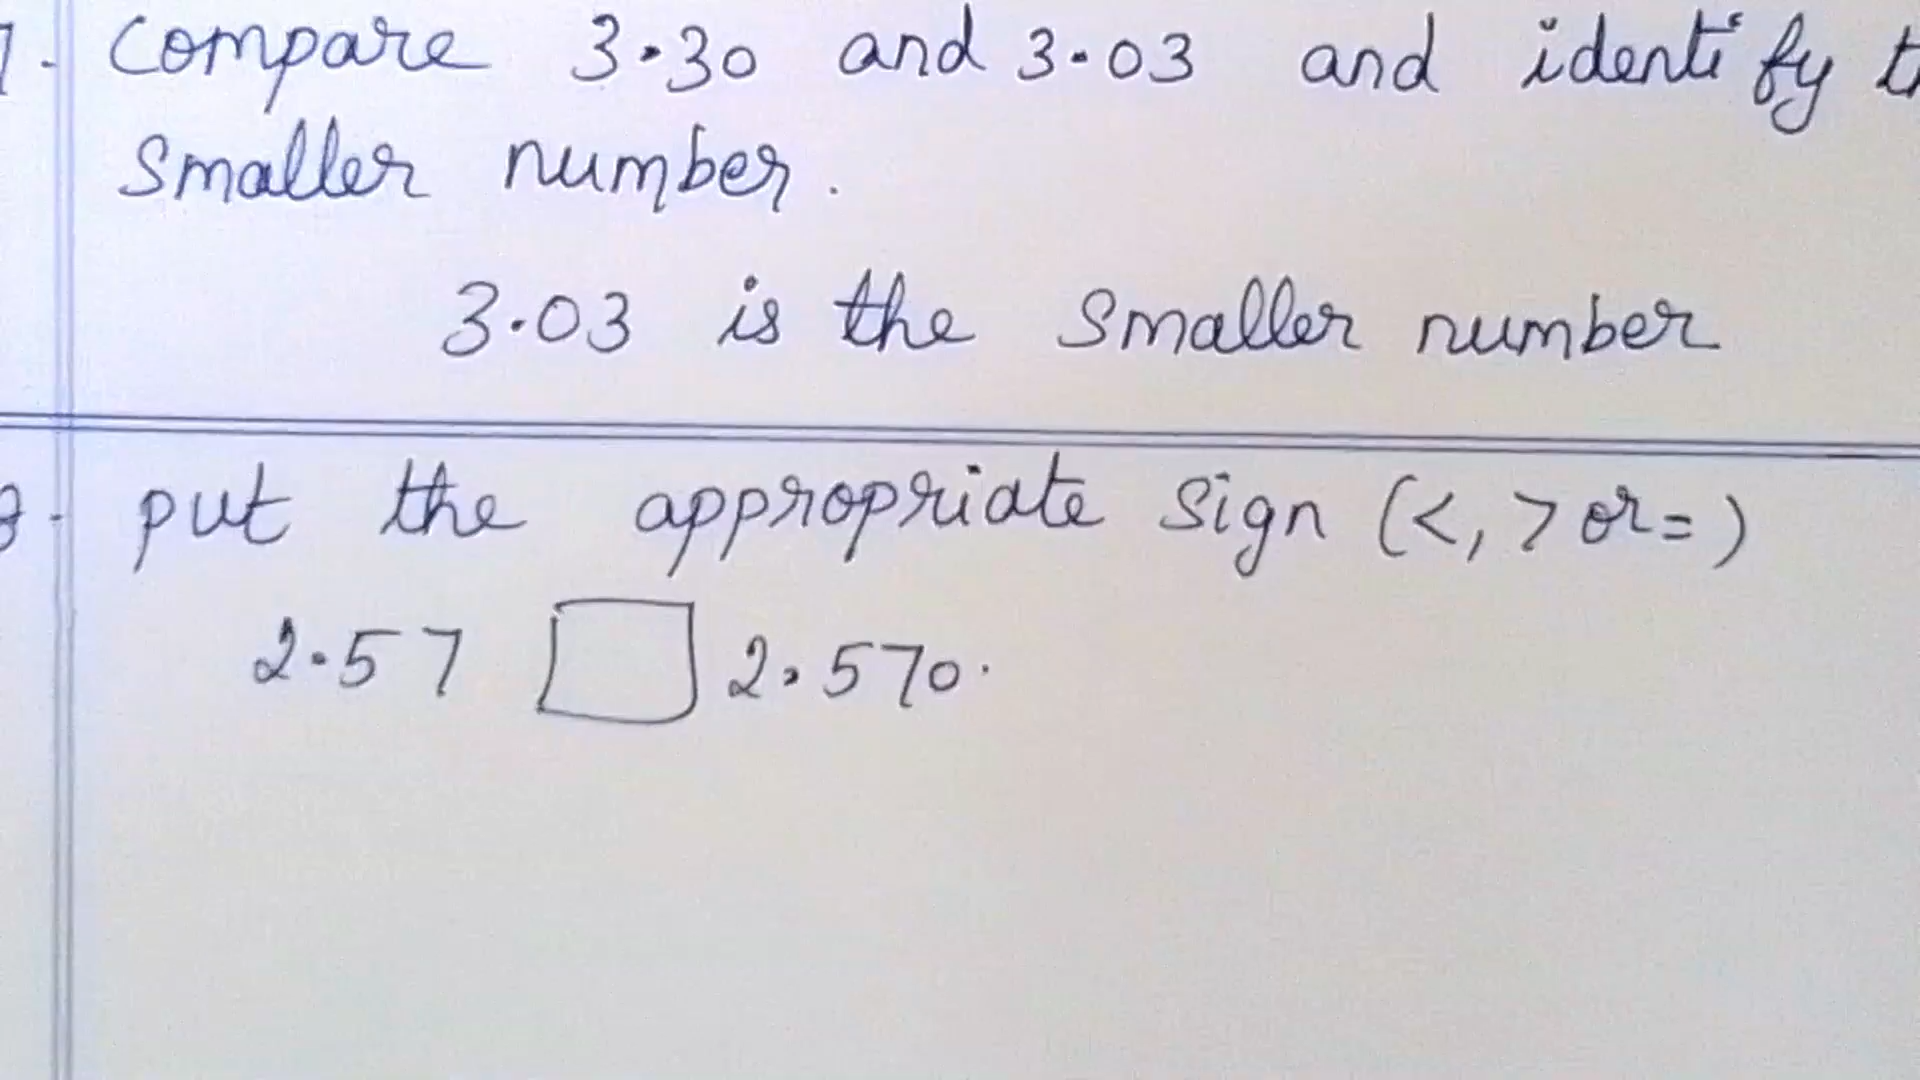 Compare 3.30 and 3.03 and identify
smaller number.
3.03 is the smaller number
put the appropriate sign (<, > or =)
2.57 2.570.